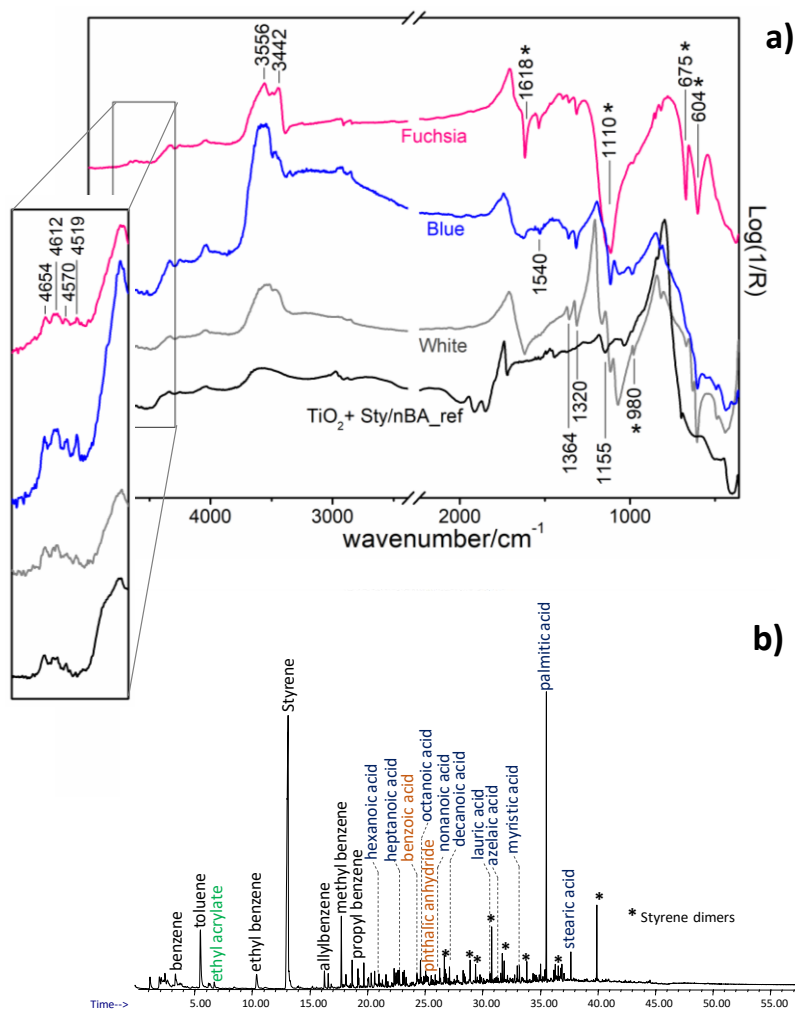 a)
3556
3442
1618 *
1110 *
675 *
604 *
Fuchsia
4654
4612
4570
4519
Blue
1540
Log(1/R)
White
TiO2+ Sty/nBA_ref
1364
1320
1155
* 980
4000
3000
2000
1000
wavenumber/cm-1
b)
benzene
toluene
ethyl acrylate
ethyl benzene
Styrene
allylbenzene
methyl benzene
propyl benzene
hexanoic acid
heptanoic acid
benzoic acid
octanoic acid
phthalic anhydride
nonanoic acid
decanoic acid
lauric acid
azelaic acid
myristic acid
palmitic acid
stearic acid
*
*
*
*
*
*
*
*
* Styrene dimers
Time-->
5.00
10.00
15.00
20.00
25.00
30.00
35.00
40.00
45.00
50.00
55.00